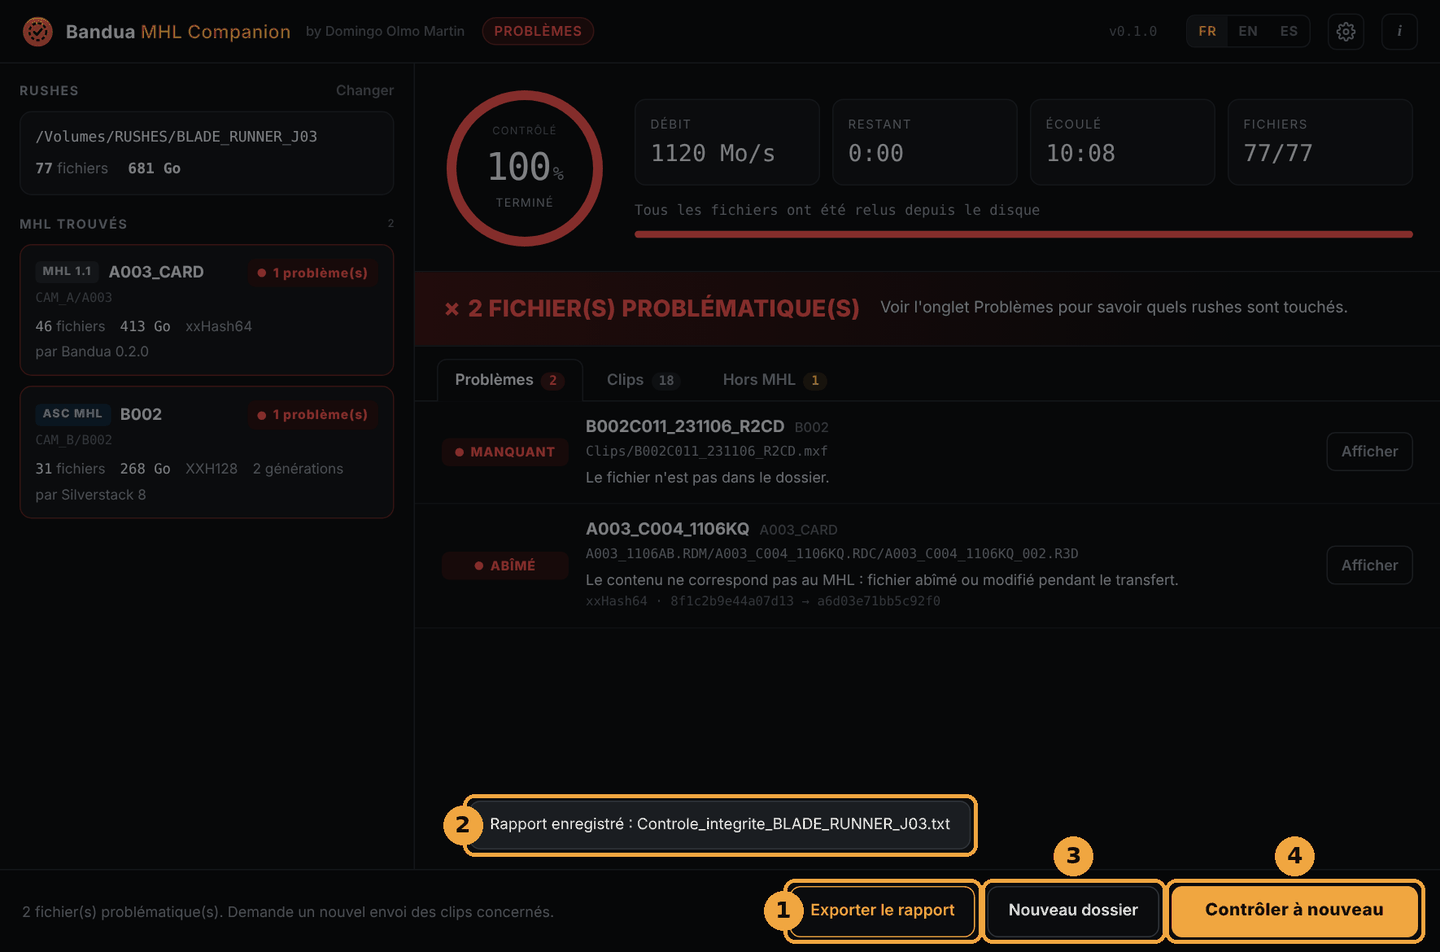 Bandua MHL Companion by Domingo Olmo Martin PROBLÈMES v0.1.0 FR EN ES i
RUSHES Changer
/Volumes/RUSHES/BLADE_RUNNER_J03
77 fichiers 681 Go
MHL TROUVÉS 2
MHL 1.1 A003_CARD 1 problème(s)
CAM_A/A003
46 fichiers 413 Go xxHash64
par Bandua 0.2.0
ASC MHL B002 1 problème(s)
CAM_B/B002
31 fichiers 268 Go XXH128 2 générations
par Silverstack 8
CONTRÔLÉ
100%
TERMINÉ
DÉBIT
1120 Mo/s
RESTANT
0:00
ÉCOULÉ
10:08
FICHIERS
77/77
Tous les fichiers ont été relus depuis le disque
× 2 FICHIER(S) PROBLÉMATIQUE(S) Voir l'onglet Problèmes pour savoir quels rushes sont touchés.
Problèmes 2 Clips 18 Hors MHL 1
MANQUANT
B002C011_231106_R2CD B002
Clips/B002C011_231106_R2CD.mxf
Le fichier n'est pas dans le dossier.
Afficher
ABÎMÉ
A003_C004_1106KQ A003_CARD
A003_1106AB.RDM/A003_C004_1106KQ.RDC/A003_C004_1106KQ_002.R3D
Le contenu ne correspond pas au MHL : fichier abîmé ou modifié pendant le transfert.
xxHash64 · 8f1c2b9e44a07d13 → a6d03e71bb5c92f0
Afficher
2 Rapport enregistré : Controle_integrite_BLADE_RUNNER_J03.txt
3 4
2 fichier(s) problématique(s). Demande un nouvel envoi des clips concernés.
1 Exporter le rapport Nouveau dossier Contrôler à nouveau